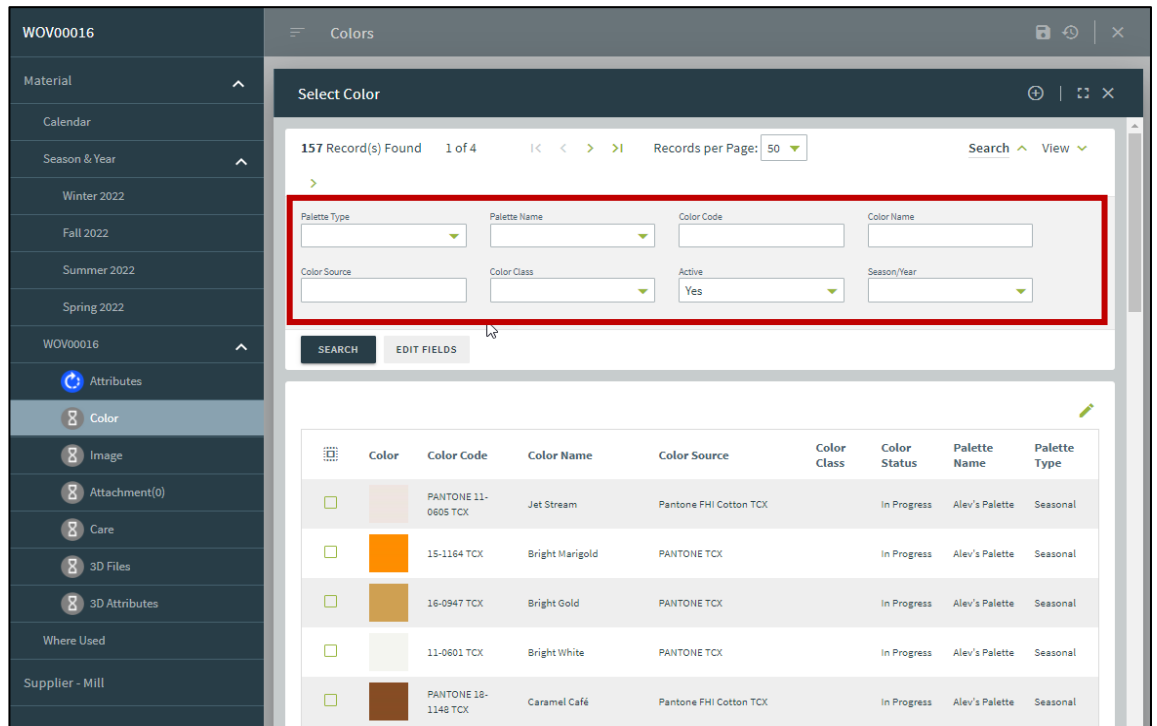 WOV00016
Material
Calendar
Season & Year
Winter 2022
Fall 2022
Summer 2022
Spring 2022
WOV00016
Attributes
Color
Image
Attachment(0)
Care
3D Files
3D Attributes
Where Used
Supplier - Mill
Colors
Select Color
157 Record(s) Found 1 of 4 Records per Page: 50 Search View
Palette Type Palette Name Color Code Color Name
Color Source Color Class Active Season/Year
Yes
SEARCH EDIT FIELDS
Color Color Code Color Name Color Source Color Class Color Status Palette Name Palette Type
PANTONE 11-
0605 TCX Jet Stream Pantone FHI Cotton TCX In Progress Alev's Palette Seasonal
15-1164 TCX Bright Marigold PANTONE TCX In Progress Alev's Palette Seasonal
16-0947 TCX Bright Gold PANTONE TCX In Progress Alev's Palette Seasonal
11-0601 TCX Bright White PANTONE TCX In Progress Alev's Palette Seasonal
PANTONE 18-
1148 TCX Caramel Café Pantone FHI Cotton TCX In Progress Alev's Palette Seasonal